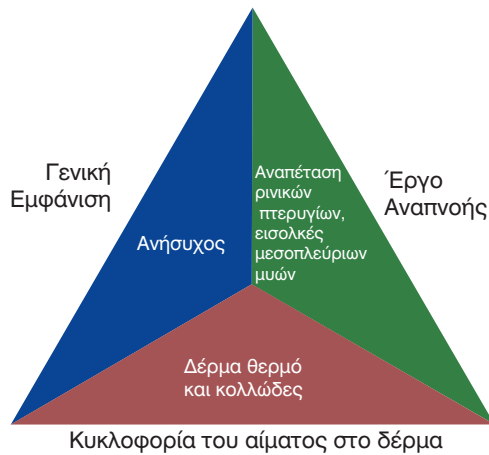 Γενική
Εμφάνιση
Ανήσυχος
Αναπέταση
ρινικών
πτερυγίων,
εισολκές
μεσοπλεύριων
μυών
Έργο
Αναπνοής
Δέρμα θερμό
και κολλώδες
Κυκλοφορία του αίματος στο δέρμα